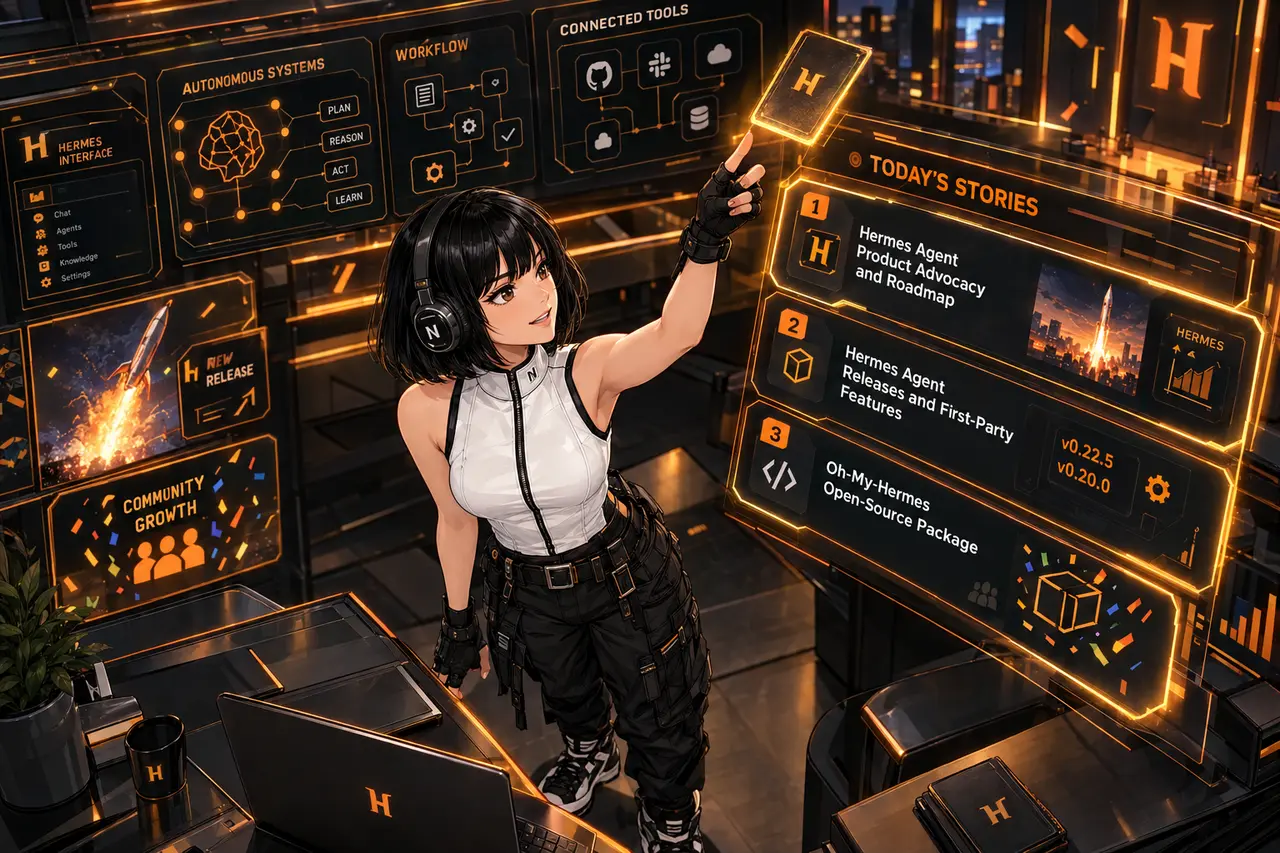 AUTONOMOUS SYSTEMS
PLAN
REASON
ACT
LEARN
WORKFLOW
CONNECTED TOOLS
H
HERMES
INTERFACE
Chat
Agents
Tools
Knowledge
Settings
H NEW
RELEASE
COMMUNITY
GROWTH
N
N
H
H
TODAY'S STORIES
1
H
Hermes Agent
Product Advocacy
and Roadmap
HERMES
2
Hermes Agent
Releases and First-Party
Features
v0.22.5
v0.20.0
3
</>
Oh-My-Hermes
Open-Source Package
H
H
H